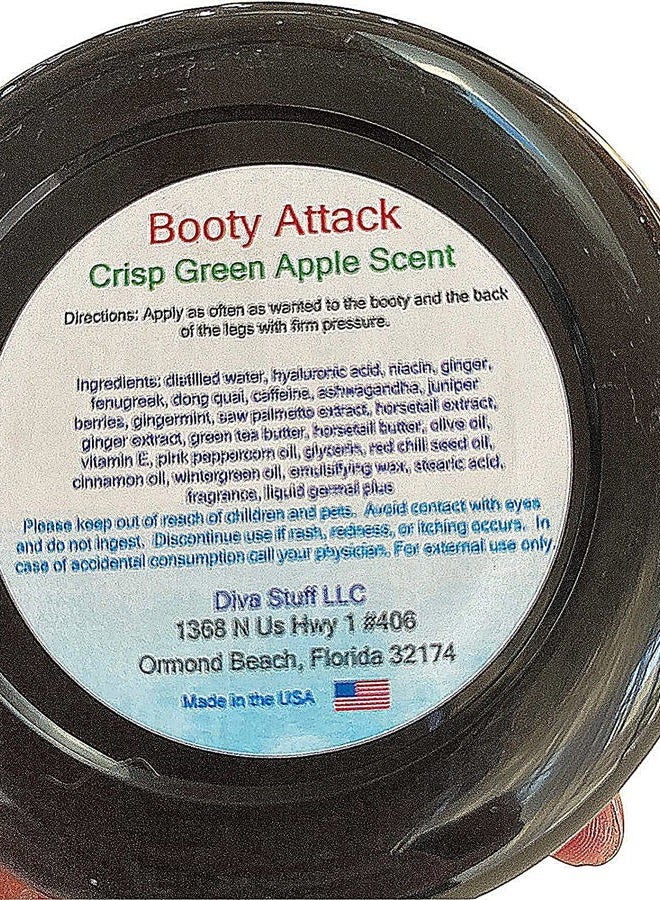 Booty Attack
Crisp Green Apple Scent
Directions: Apply as often as wanted to the booty and the back
of the legs with firm pressure.
Ingredients: distilled water, hyaluronic acid, niacin, ginger,
fenugreak, dong quai, caffeine, ashwagandha, juniper
berries, gingermint, saw palmetto extract, horsetail extract,
ginger extract, green tea butter, horsetail butter, olive oil,
vitamin E, pink peppercorn oil, glycerin, red chili seed oil,
cinnamon oil, wintergreen oil, emulsifying wax, stearic acid,
fragrance, liquid germal plus
Please keep out of reach of children and pets. Avoid contact with eyes
and do not ingest. Discontinue use if rash, redness, or itching occurs. In
case of accidental consumption call your physician. For external use only.
Diva Stuff LLC
1368 N Us Hwy 1 #406
Ormond Beach, Florida 32174
Made in the USA